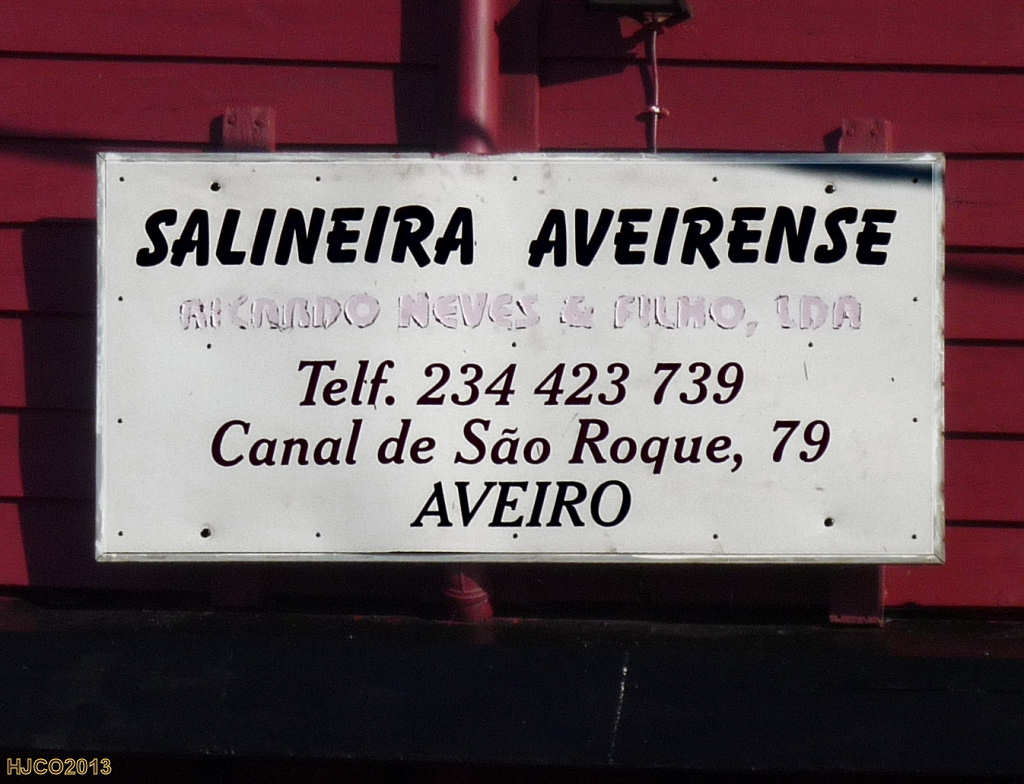 SALINEIRA AVEIRENSE
RICARDO NEVES & FILHO, LDA
Telf. 234 423 739
Canal de São Roque, 79
AVEIRO
HJCO2013